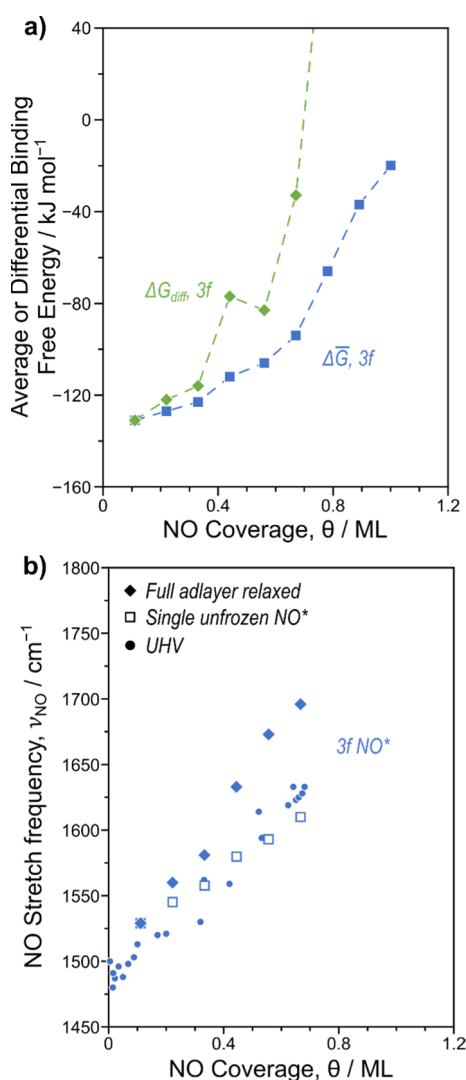 a)
Average or Differential Binding
Free Energy / kJ mol⁻¹
40
0
−40
−80
−120
−160
ΔG_diff, 3f
ΔG̅, 3f
0 0.4 0.8 1.2
NO Coverage, θ / ML
b)
NO Stretch frequency, ν_NO / cm⁻¹
1800
1750
1700
1650
1600
1550
1500
1450
Full adlayer relaxed
Single unfrozen NO*
UHV
3f NO*
0 0.4 0.8 1.2
NO Coverage, θ / ML